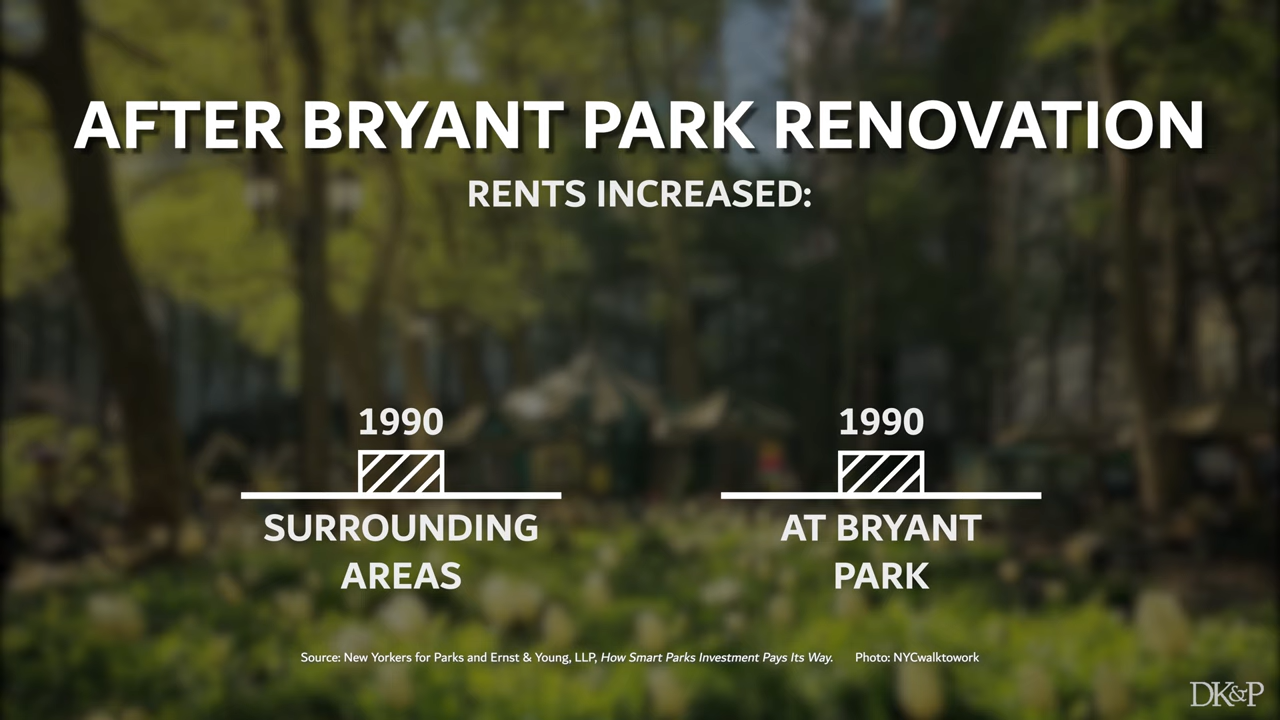 AFTER BRYANT PARK RENOVATION
RENTS INCREASED:
1990
SURROUNDING
AREAS
1990
AT BRYANT
PARK
Source: New Yorkers for Parks and Ernst & Young, LLP, How Smart Parks Investment Pays Its Way. Photo: NYCwalktowork
DK&P